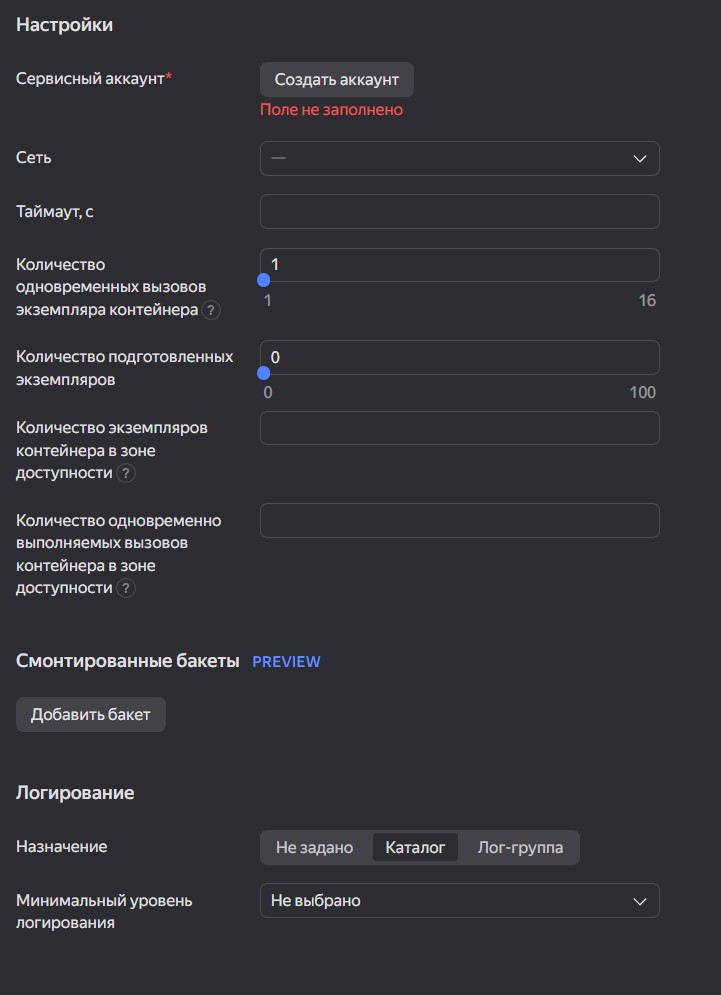 Настройки
Сервисный аккаунт*
Создать аккаунт
Поле не заполнено
Сеть
—
Таймаут, с
Количество
одновременных вызовов
экземпляра контейнера ?
1
1 16
Количество подготовленных
экземпляров
0
0 100
Количество экземпляров
контейнера в зоне
доступности ?
Количество одновременно
выполняемых вызовов
контейнера в зоне
доступности ?
Смонтированные бакеты PREVIEW
Добавить бакет
Логирование
Назначение
Не задано Каталог Лог-группа
Минимальный уровень
логирования
Не выбрано